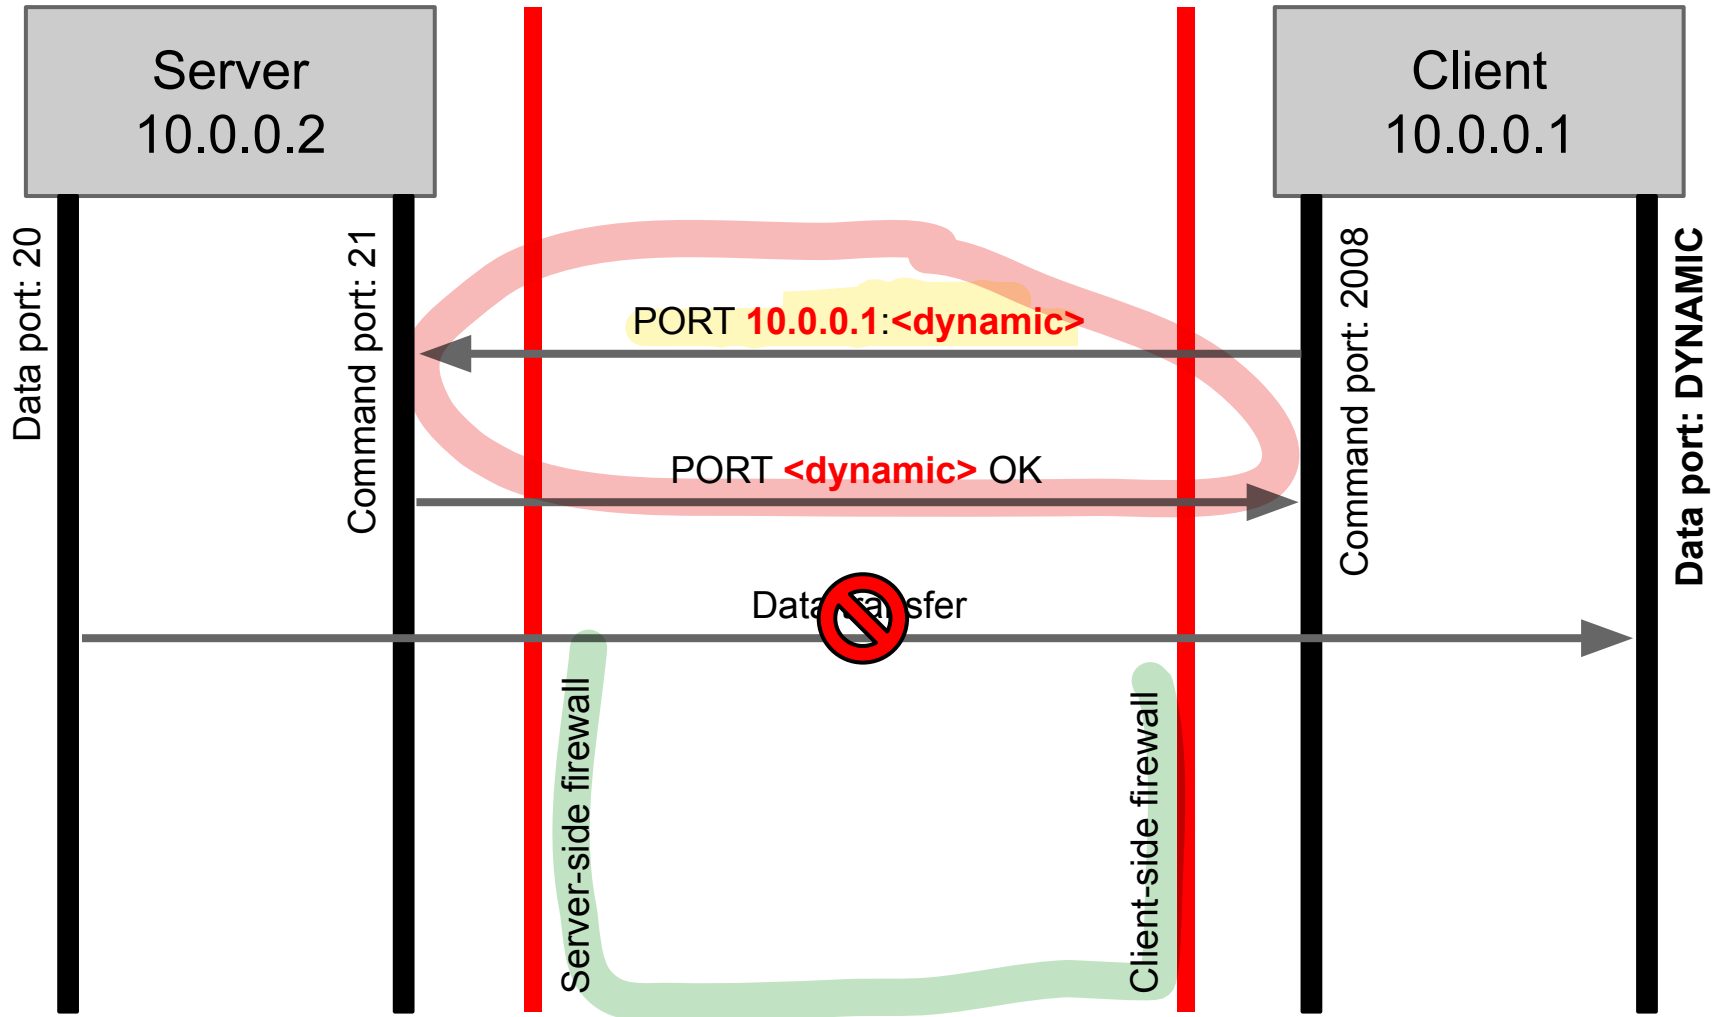 Server
10.0.0.2
Client
10.0.0.1
Data port: 20
Command port: 21
Command port: 2008
Data port: DYNAMIC
PORT 10.0.0.1:<dynamic>
PORT <dynamic> OK
Data transfer
Server-side firewall
Client-side firewall